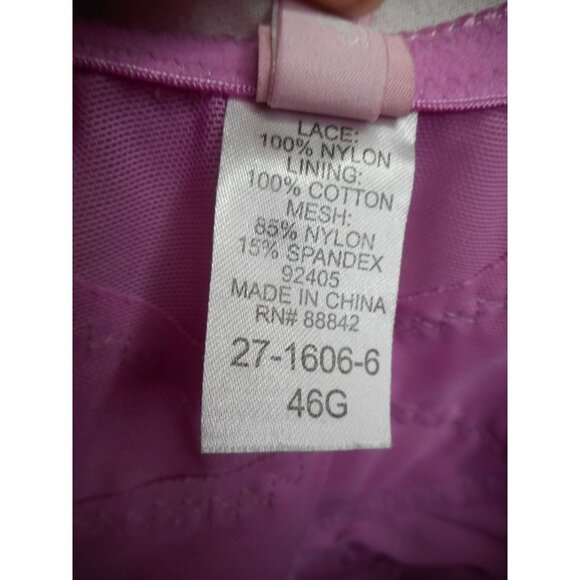 LACE:
100% NYLON
LINING:
100% COTTON
MESH:
85% NYLON
15% SPANDEX
92405
MADE IN CHINA
RN# 88842
27-1606-6
46G